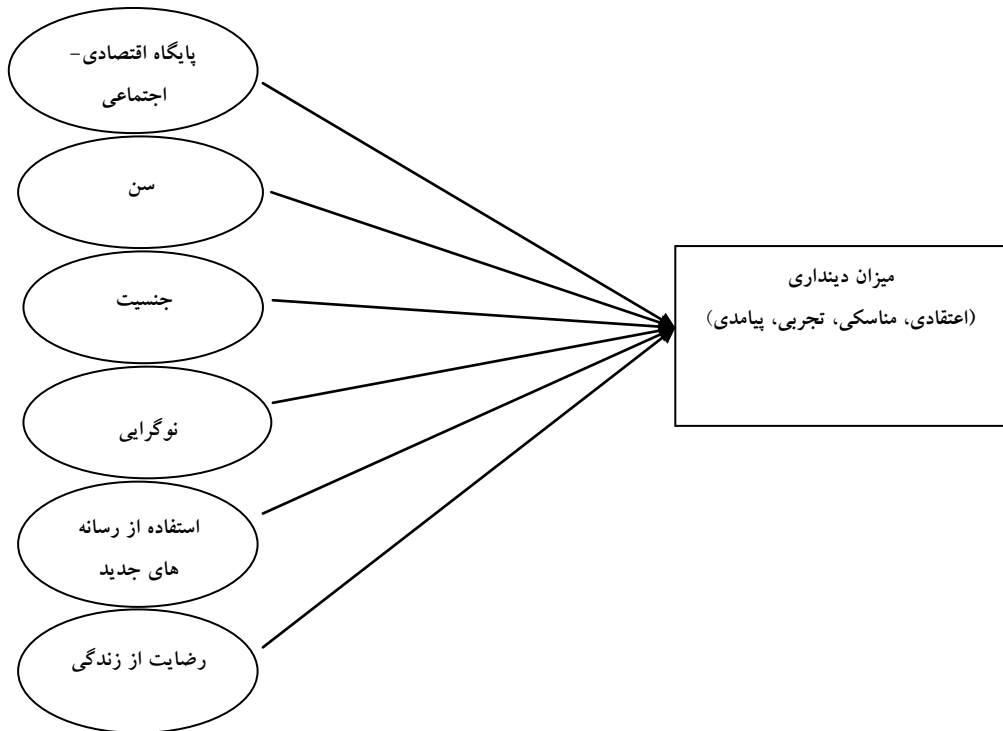 پایگاه اقتصادی-
اجتماعی
سن
جنسیت
نوگرایی
استفاده از رسانه
های جدید
رضایت از زندگی
میزان دینداری
(اعتقادی، مناسکی، تجربی، پیامدی)